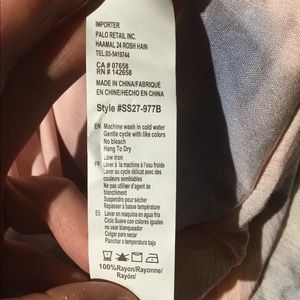 IMPORTER
PALO RETAIL INC.
HAAMAL 24 ROSH HAIN
TEL.03-5419744
CA # 07658
RN # 142658
MADE IN CHINA/FABRIQUÉ
EN CHINE/HECHO EN CHINA
Style #SS27-977B
EN Machine wash in cold water
Gentle cycle with like colors
No bleach
Hang To Dry
Low iron
FR Laver à la machine à l'eau froide
Laver au cycle délicat avec des
couleurs semblables
Ne pas utiliser d'agent de
blanchiment
Suspendre pour sécher
Repasser à basse température
ES Lavar en maquina en agua fria
Ciclo Suave con colores iguales
no usar blanqueador
Colgar para secar
Planchar a temperatura baja
100%Rayon/Rayonne/
Rayón/